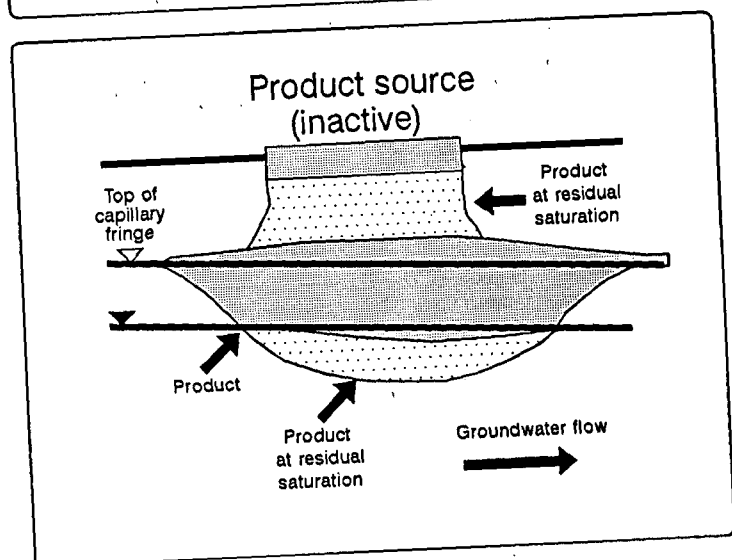 Product source
(inactive)
Product
at residual
saturation
Top of
capillary
fringe
Product
Product
at residual
saturation
Groundwater flow